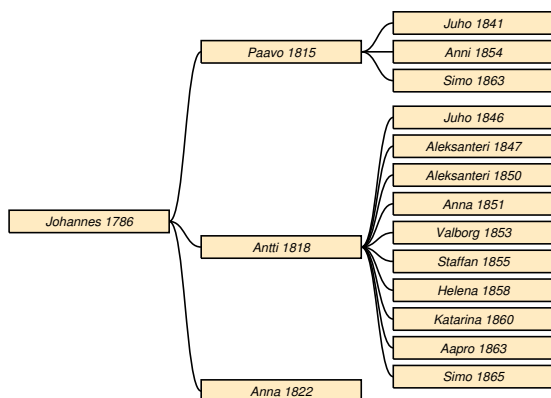 Johannes 1786
Paavo 1815
Juho 1841
Anni 1854
Simo 1863
Antti 1818
Juho 1846
Aleksanteri 1847
Aleksanteri 1850
Anna 1851
Valborg 1853
Staffan 1855
Helena 1858
Katarina 1860
Aapro 1863
Simo 1865
Anna 1822